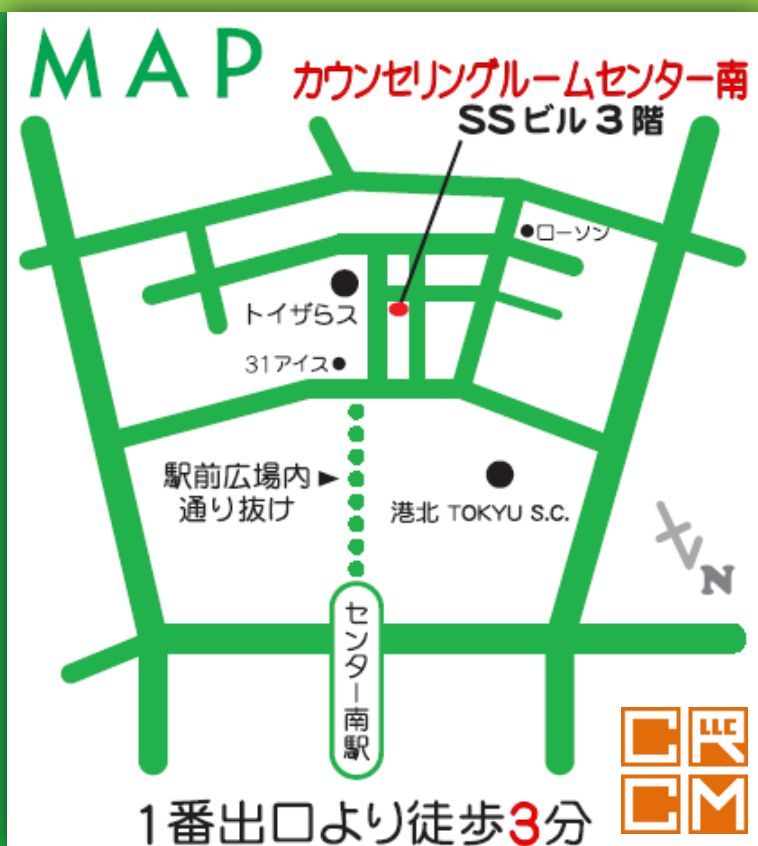 MAP
カウンセリングルームセンター南
SSビル3階
●ローソン
トイザらス
31アイス●
駅前広場内►
通り抜け
港北 TOKYU S.C.
N
センター南駅
C R LLC
C M
1番出口より徒歩3分